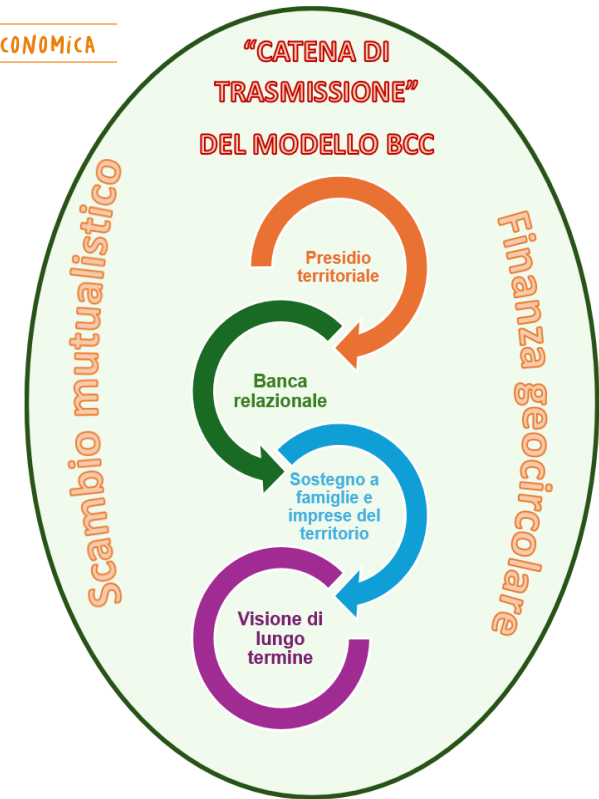 CONOMiCA
“CATENA DI
TRASMISSIONE”
DEL MODELLO BCC
Scambio mutualistico
Finanza geocircolare
Presidio
territoriale
Banca
relazionale
Sostegno a
famiglie e
imprese del
territorio
Visione di
lungo
termine